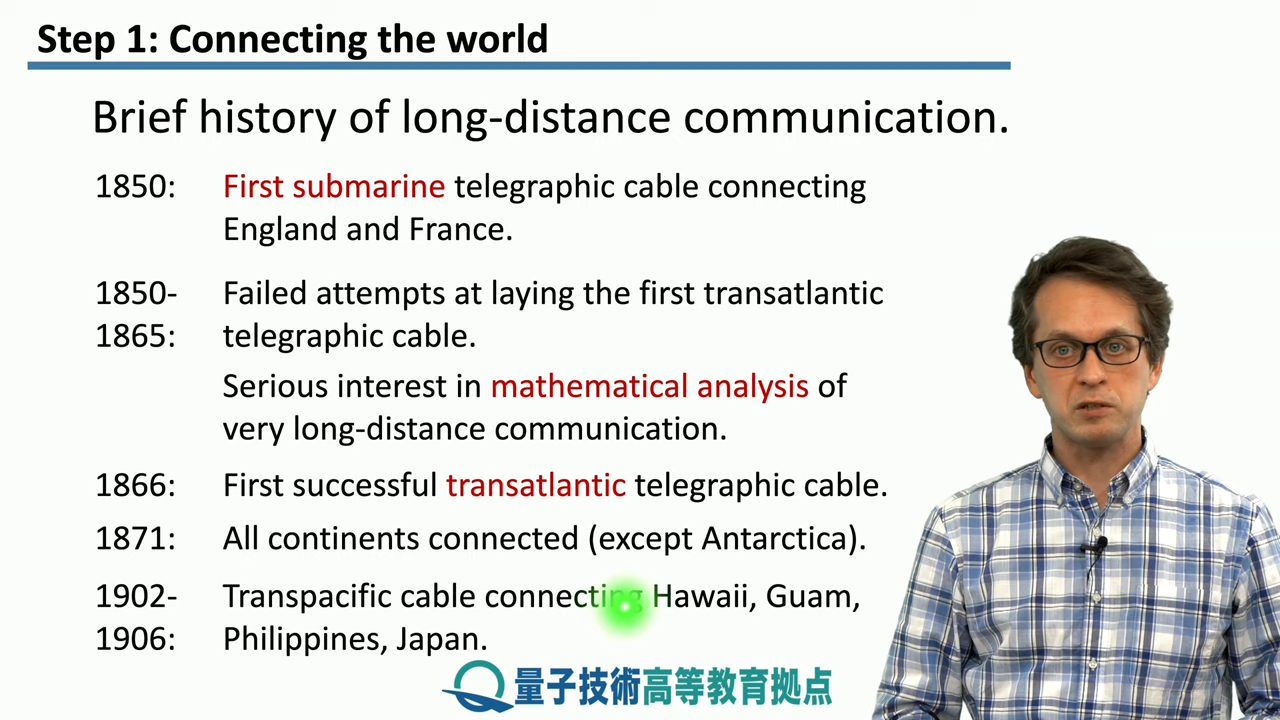 Step 1: Connecting the world
Brief history of long-distance communication.
1850: First submarine telegraphic cable connecting
England and France.
1850- Failed attempts at laying the first transatlantic
1865: telegraphic cable.
Serious interest in mathematical analysis of
very long-distance communication.
1866: First successful transatlantic telegraphic cable.
1871: All continents connected (except Antarctica).
1902- Transpacific cable connecting Hawaii, Guam,
1906: Philippines, Japan.
量子技術高等教育拠点